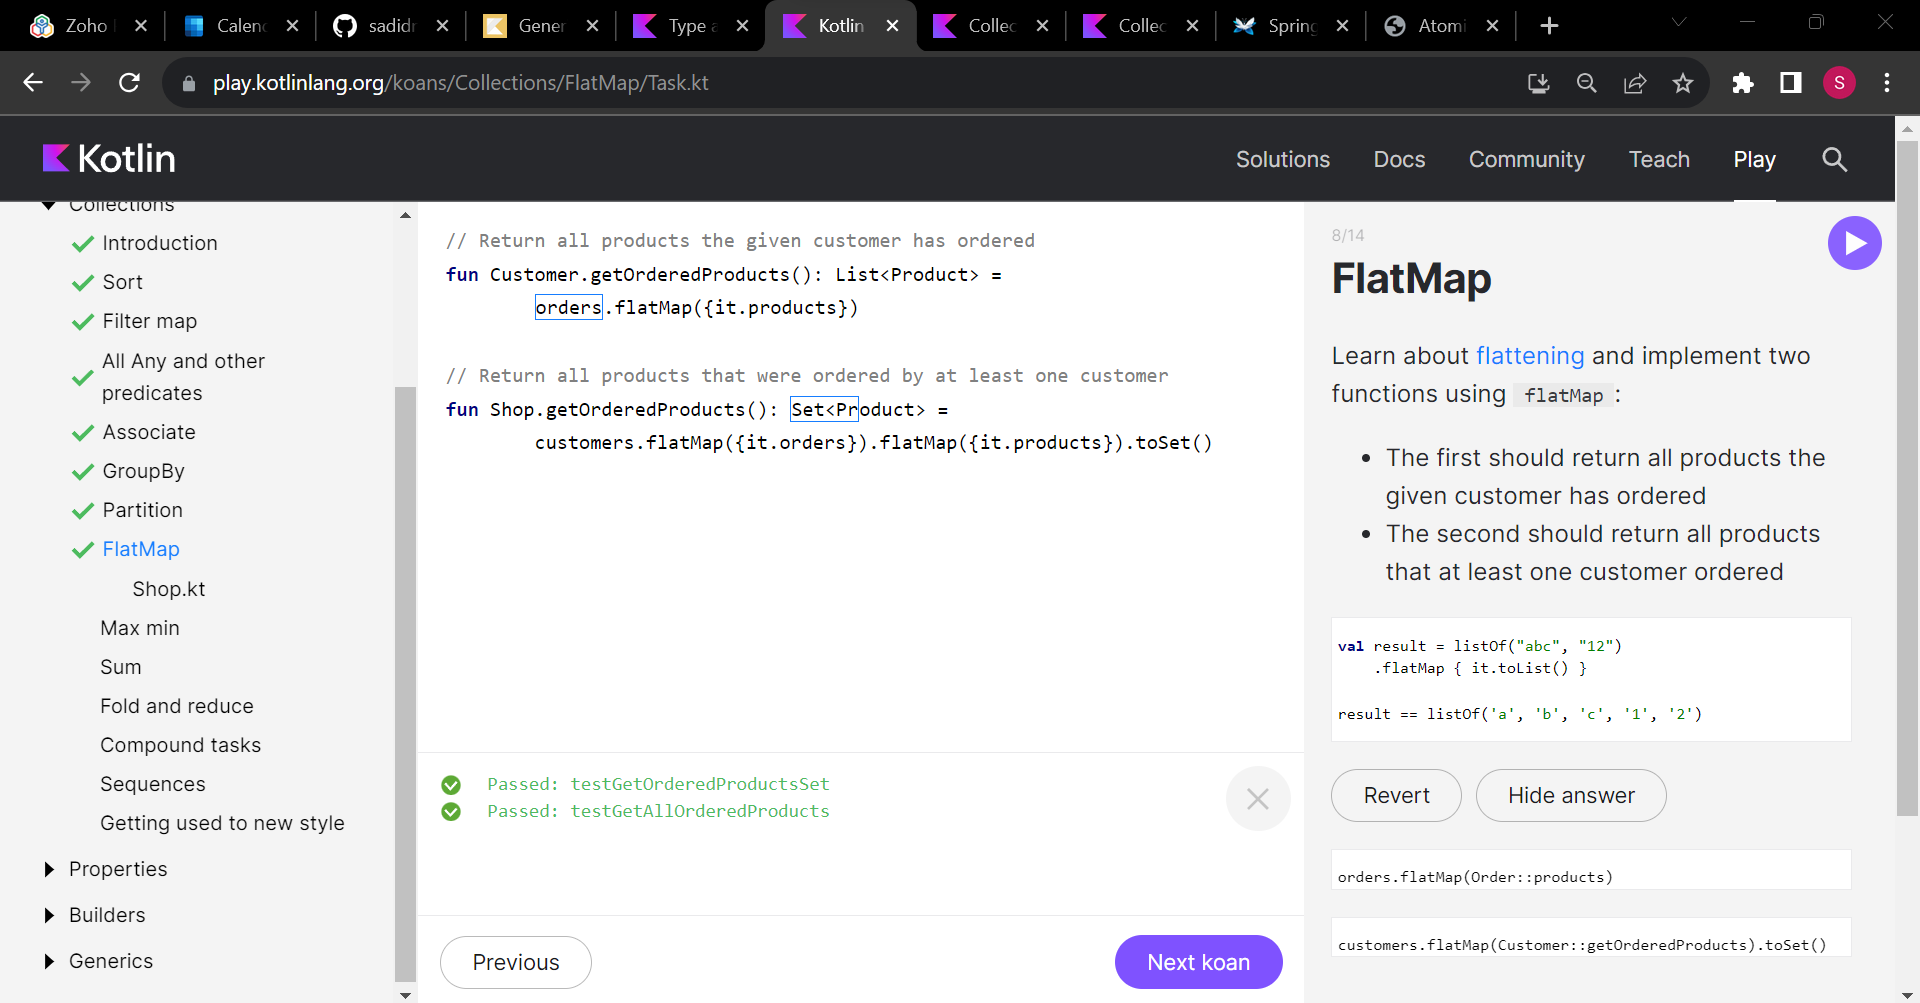 Zoho
Calenc
sadidr
Gener
Type a
Kotlin
Collec
Collec
Spring
Atomi
play.kotlinlang.org/koans/Collections/FlatMap/Task.kt
S
Kotlin
Solutions
Docs
Community
Teach
Play
Collections
Introduction
Sort
Filter map
All Any and other
predicates
Associate
GroupBy
Partition
FlatMap
Shop.kt
Max min
Sum
Fold and reduce
Compound tasks
Sequences
Getting used to new style
Properties
Builders
Generics
// Return all products the given customer has ordered
fun Customer.getOrderedProducts(): List<Product> =
orders.flatMap({it.products})
// Return all products that were ordered by at least one customer
fun Shop.getOrderedProducts(): Set<Product> =
customers.flatMap({it.orders}).flatMap({it.products}).toSet()
Passed: testGetOrderedProductsSet
Passed: testGetAllOrderedProducts
Previous
Next koan
8/14
FlatMap
Learn about flattening and implement two
functions using flatMap :
• The first should return all products the
given customer has ordered
• The second should return all products
that at least one customer ordered
val result = listOf("abc", "12")
.flatMap { it.toList() }
result == listOf('a', 'b', 'c', '1', '2')
Revert
Hide answer
orders.flatMap(Order::products)
customers.flatMap(Customer::getOrderedProducts).toSet()